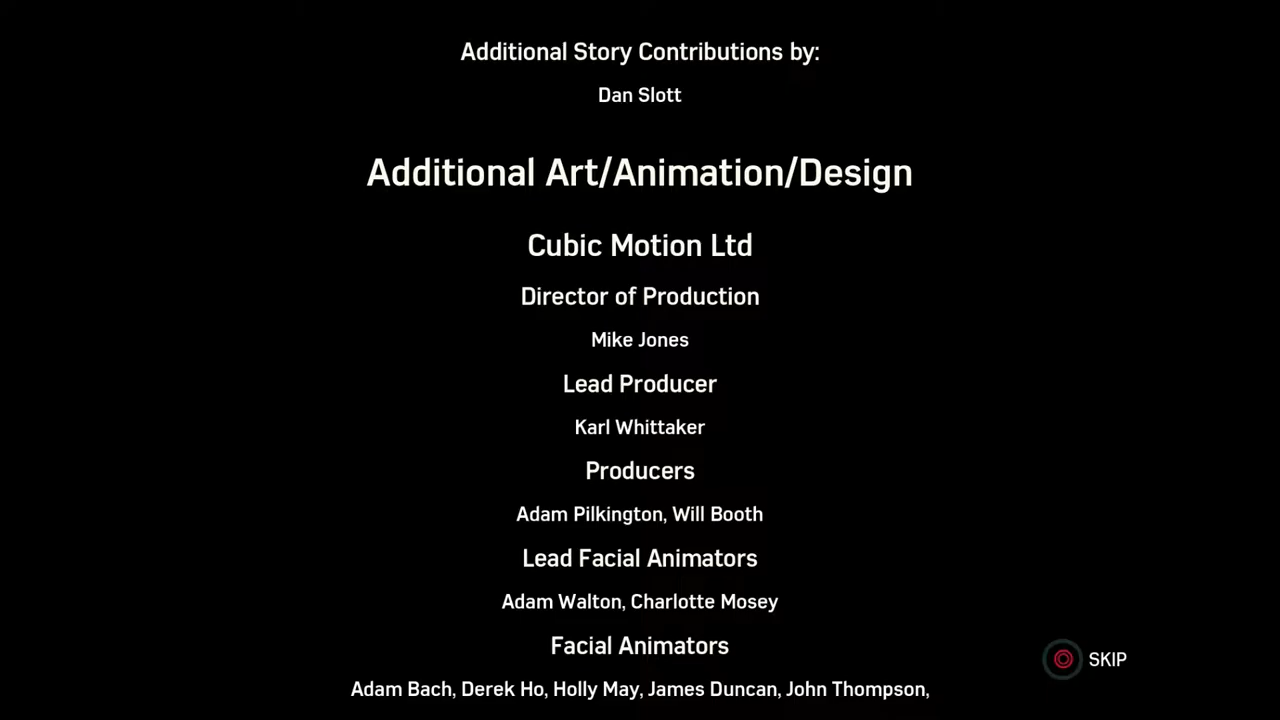 Additional Story Contributions by:
Dan Slott
Additional Art/Animation/Design
Cubic Motion Ltd
Director of Production
Mike Jones
Lead Producer
Karl Whittaker
Producers
Adam Pilkington, Will Booth
Lead Facial Animators
Adam Walton, Charlotte Mosey
Facial Animators
SKIP
Adam Bach, Derek Ho, Holly May, James Duncan, John Thompson,